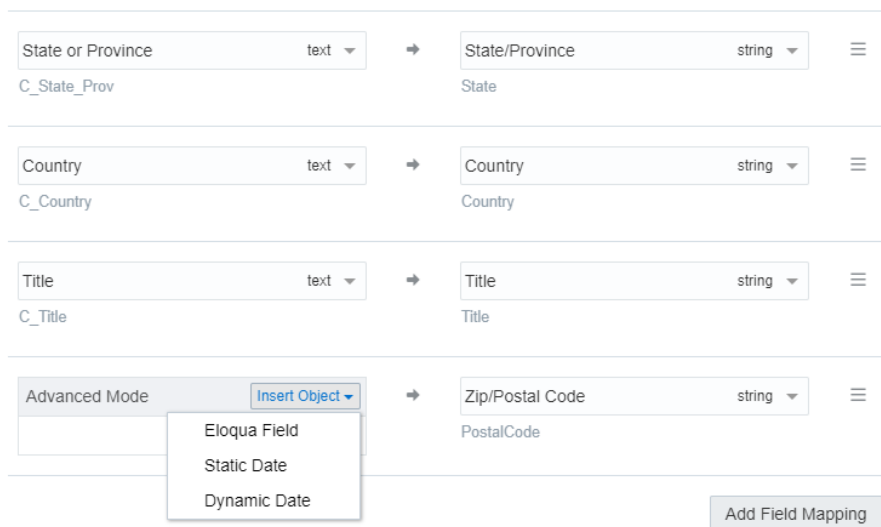 State or Province text State/Province string
C_State_Prov State
Country text Country string
C_Country Country
Title text Title string
C_Title Title
Advanced Mode Insert Object Zip/Postal Code string
Eloqua Field PostalCode
Static Date
Dynamic Date
Add Field Mapping